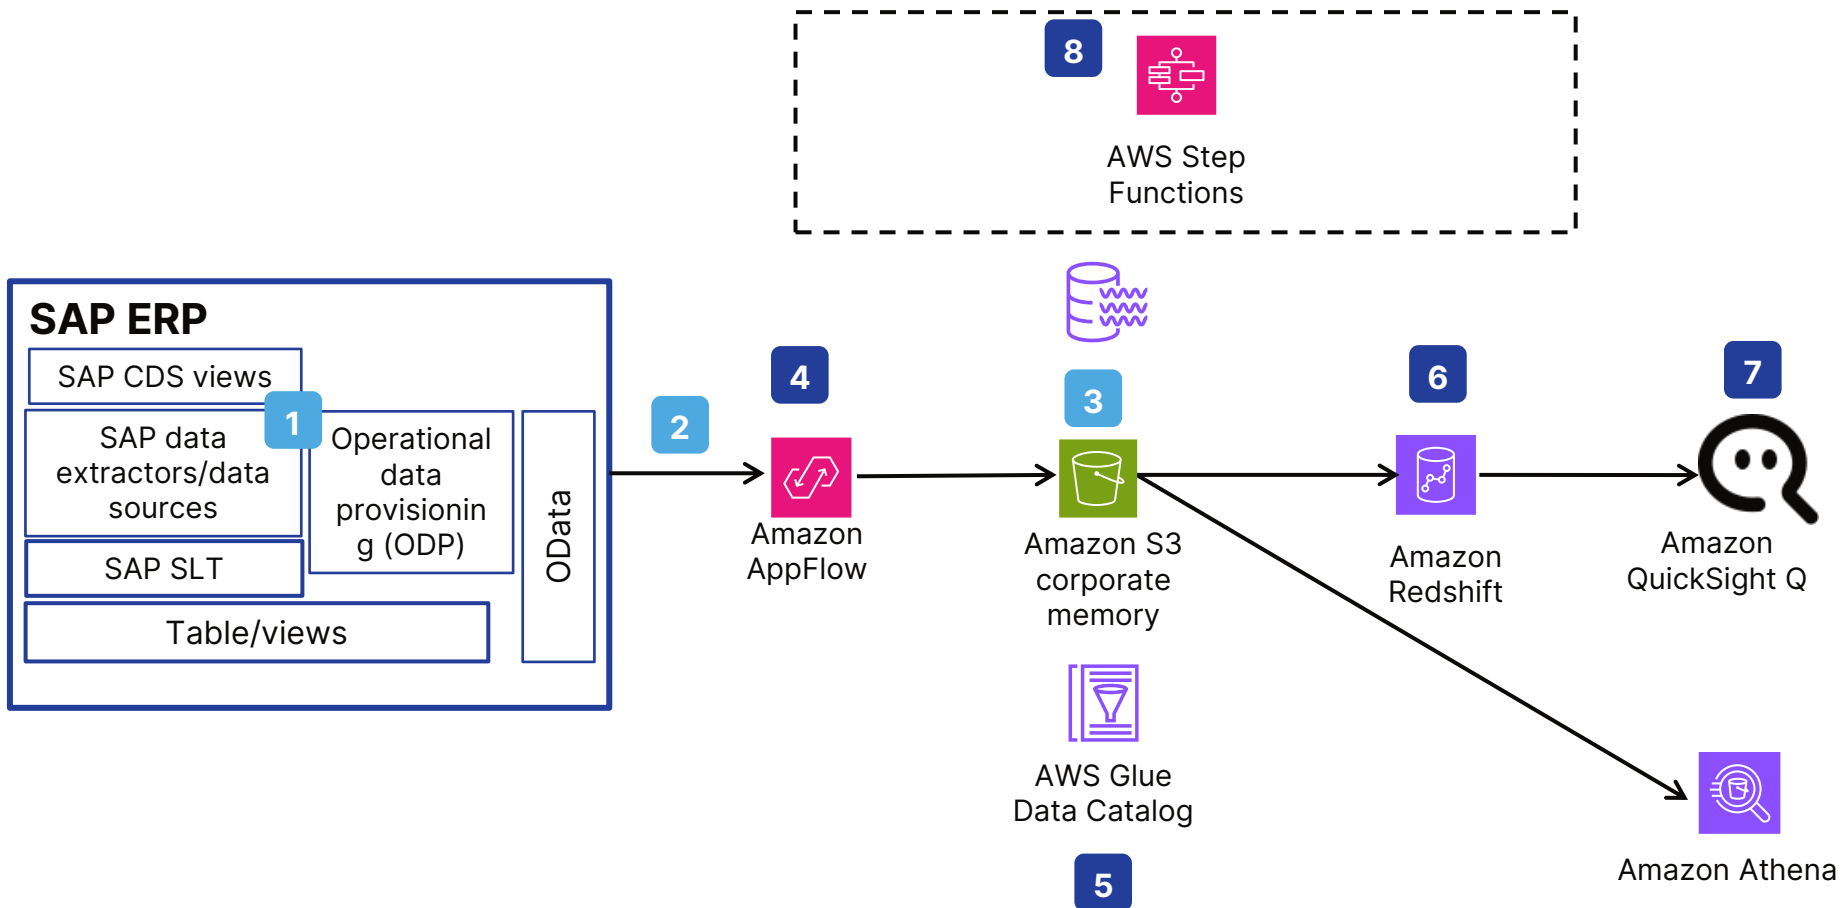 8
AWS Step
Functions
SAP ERP
SAP CDS views
1
SAP data
extractors/data
sources
Operational
data
provisionin
g (ODP)
SAP SLT
Table/views
OData
2
4
Amazon
AppFlow
3
Amazon S3
corporate
memory
AWS Glue
Data Catalog
5
6
Amazon
Redshift
7
Amazon
QuickSight Q
Amazon Athena